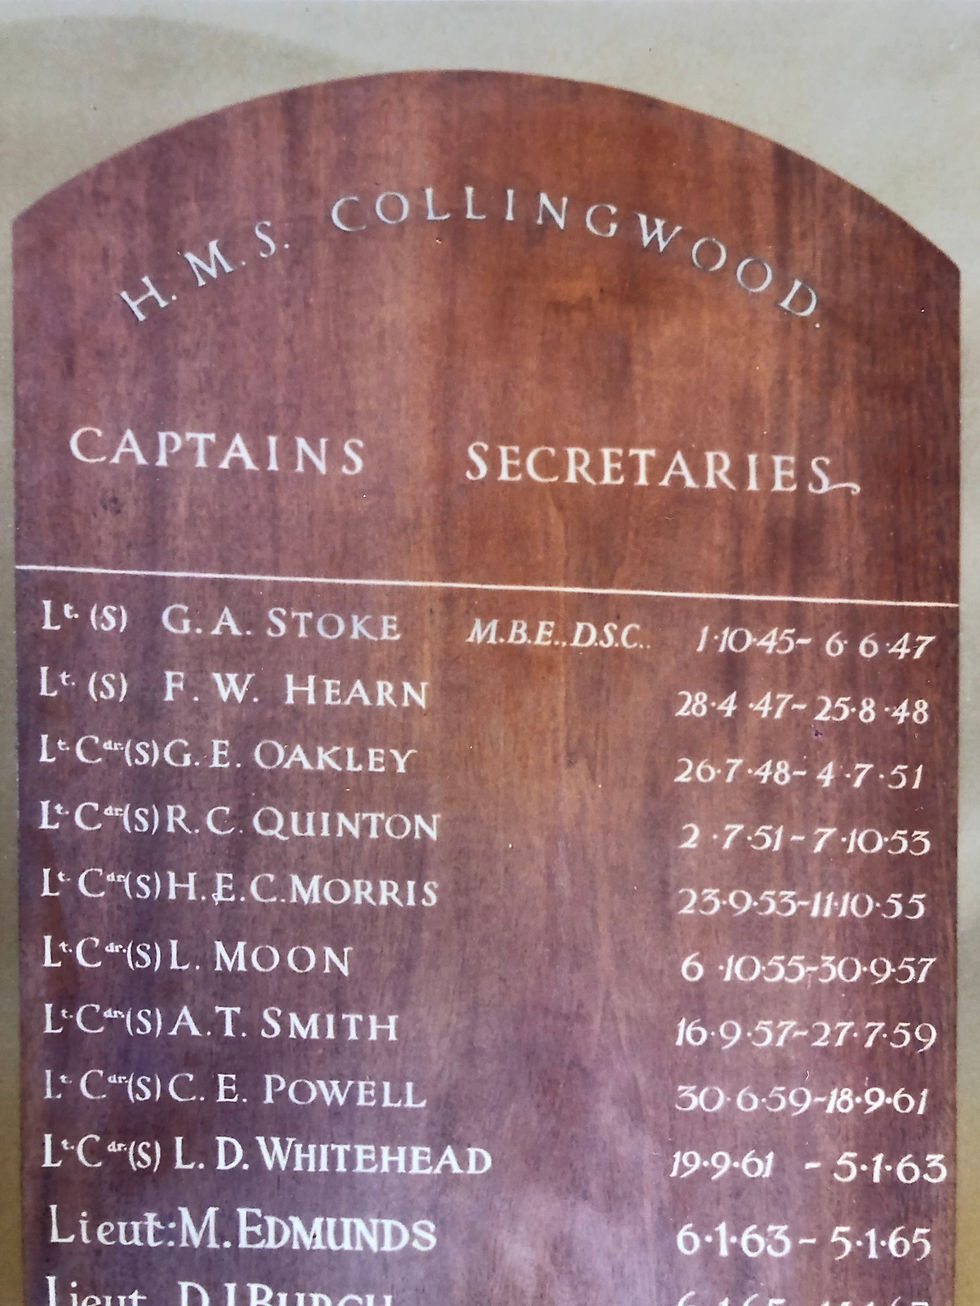 H.M.S. COLLINGWOOD.
CAPTAINS SECRETARIES
Lt. (S) G. A. STOKE M.B.E., D.S.C.. 1·10·45- 6·6·47
Lt. (S) F. W. HEARN 28·4·47- 25·8·48
Lt. Cdr. (S) G. E. OAKLEY 26·7·48- 4·7·51
Lt. Cdr. (S) R. C. QUINTON 2·7·51- 7·10·53
Lt. Cdr. (S) H. E. C. MORRIS 23·9·53-11·10·55
Lt. Cdr. (S) L. MOON 6·10·55-30·9·57
Lt. Cdr. (S) A. T. SMITH 16·9·57-27·7·59
Lt. Cdr. (S) C. E. POWELL 30·6·59-18·9·61
Lt. Cdr. (S) L. D. WHITEHEAD 19·9·61 - 5·1·63
Lieut: M. EDMUNDS 6·1·63 - 5·1·65
Lieut D.J. BURCH